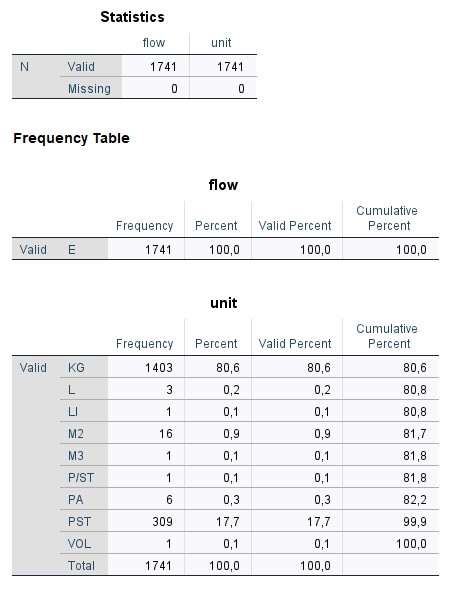 Statistics
flow unit
N Valid 1741 1741
Missing 0 0
Frequency Table
flow
Frequency Percent Valid Percent Cumulative Percent
Valid E 1741 100,0 100,0 100,0
unit
Frequency Percent Valid Percent Cumulative Percent
Valid KG 1403 80,6 80,6 80,6
L 3 0,2 0,2 80,8
LI 1 0,1 0,1 80,8
M2 16 0,9 0,9 81,7
M3 1 0,1 0,1 81,8
P/ST 1 0,1 0,1 81,8
PA 6 0,3 0,3 82,2
PST 309 17,7 17,7 99,9
VOL 1 0,1 0,1 100,0
Total 1741 100,0 100,0